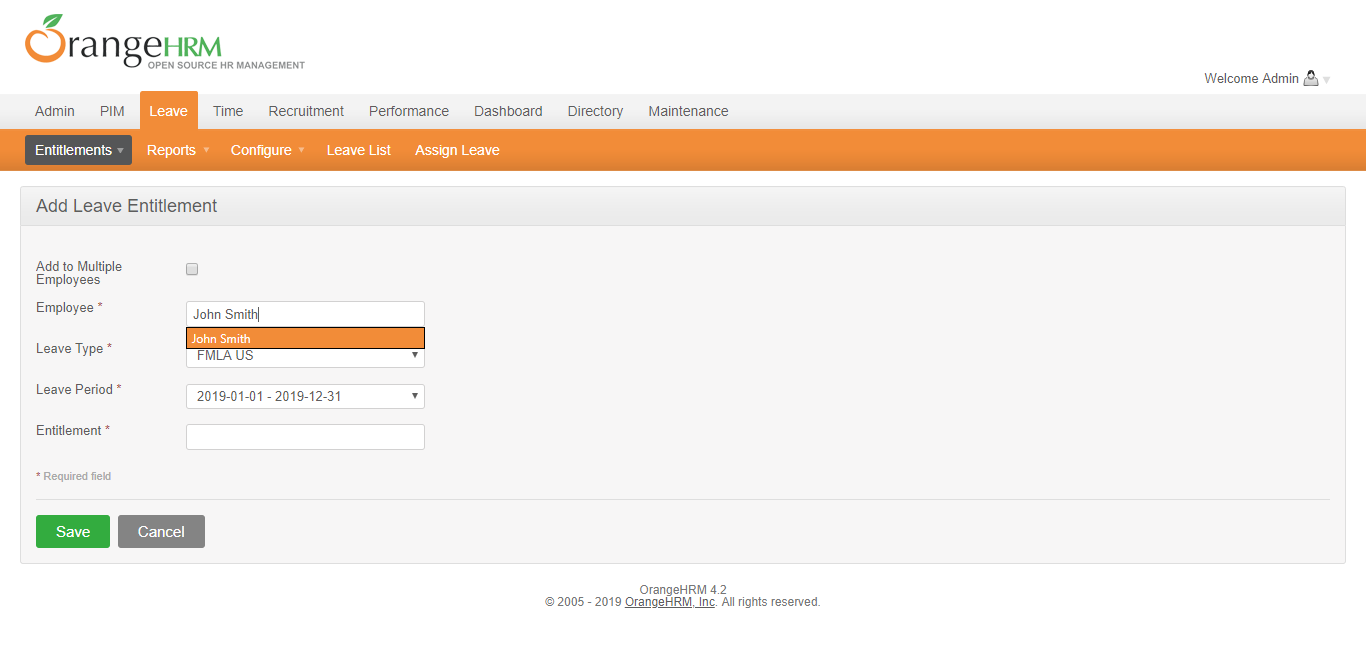 OrangeHRM
OPEN SOURCE HR MANAGEMENT
Welcome Admin
Admin PIM Leave Time Recruitment Performance Dashboard Directory Maintenance
Entitlements Reports Configure Leave List Assign Leave
Add Leave Entitlement
Add to Multiple
Employees
Employee * John Smith
John Smith
Leave Type * FMLA US
Leave Period * 2019-01-01 - 2019-12-31
Entitlement *
* Required field
Save Cancel
OrangeHRM 4.2
© 2005 - 2019 OrangeHRM, Inc. All rights reserved.